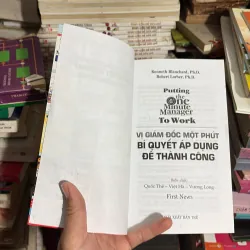 Kenneth Blanchard, Ph.D.
Robert Lorber, Ph.D.
Putting
the One
Minute
Manager
To Work
VỊ GIÁM ĐỐC MỘT PHÚT
BÍ QUYẾT ÁP DỤNG
ĐỂ THÀNH CÔNG
First News